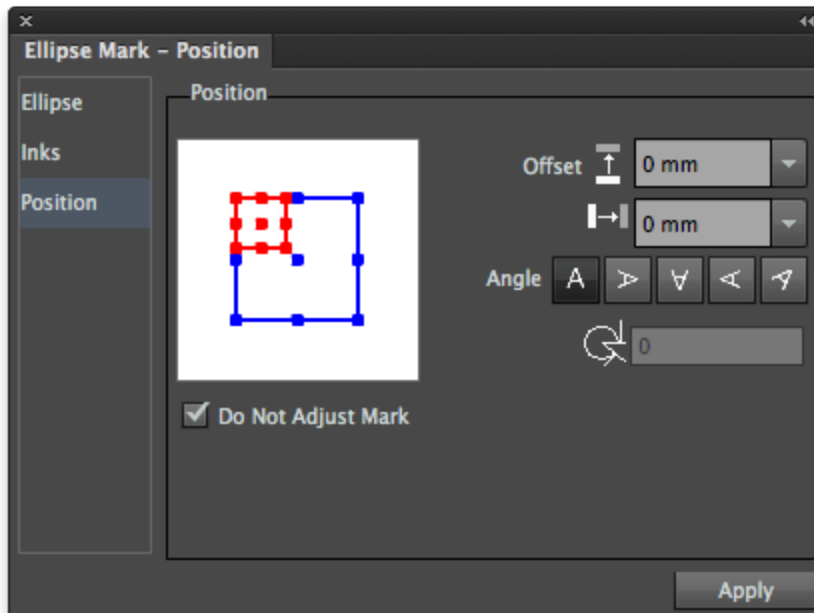 Ellipse Mark – Position
Ellipse
Inks
Position
Position
Offset
0 mm
0 mm
Angle
A A A A A
0
Do Not Adjust Mark
Apply